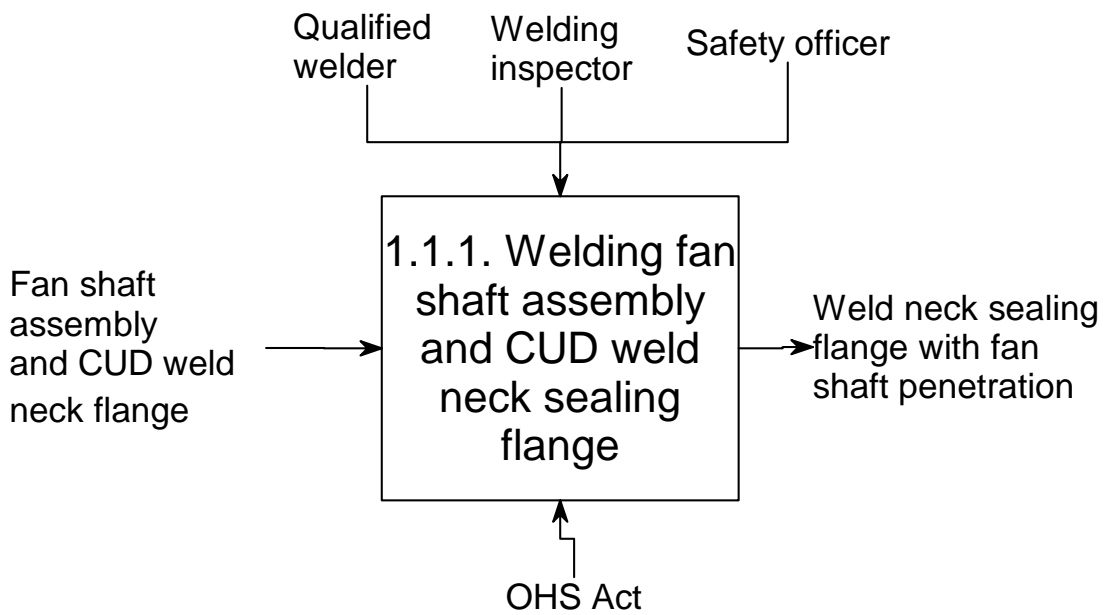 Qualified
welder
Welding
inspector
Safety officer
Fan shaft
assembly
and CUD weld
neck flange
1.1.1. Welding fan
shaft assembly
and CUD weld
neck sealing
flange
Weld neck sealing
flange with fan
shaft penetration
OHS Act